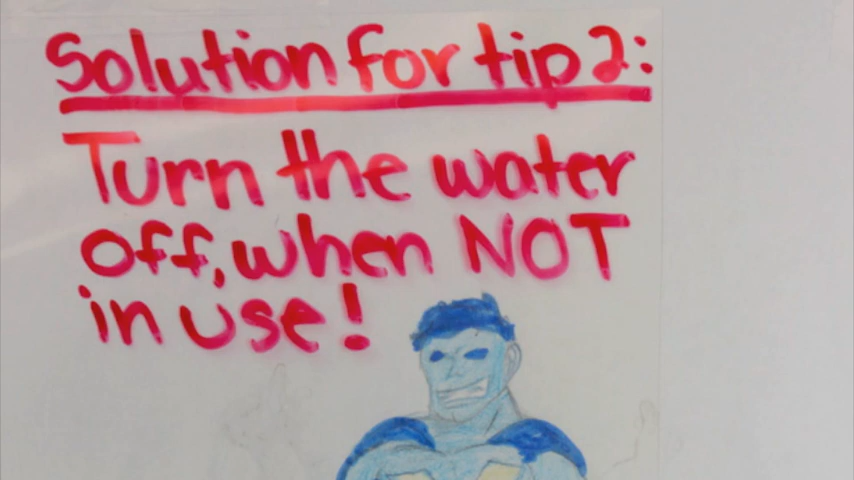 Solution for tip 2:
Turn the water
off, when NOT
in use!